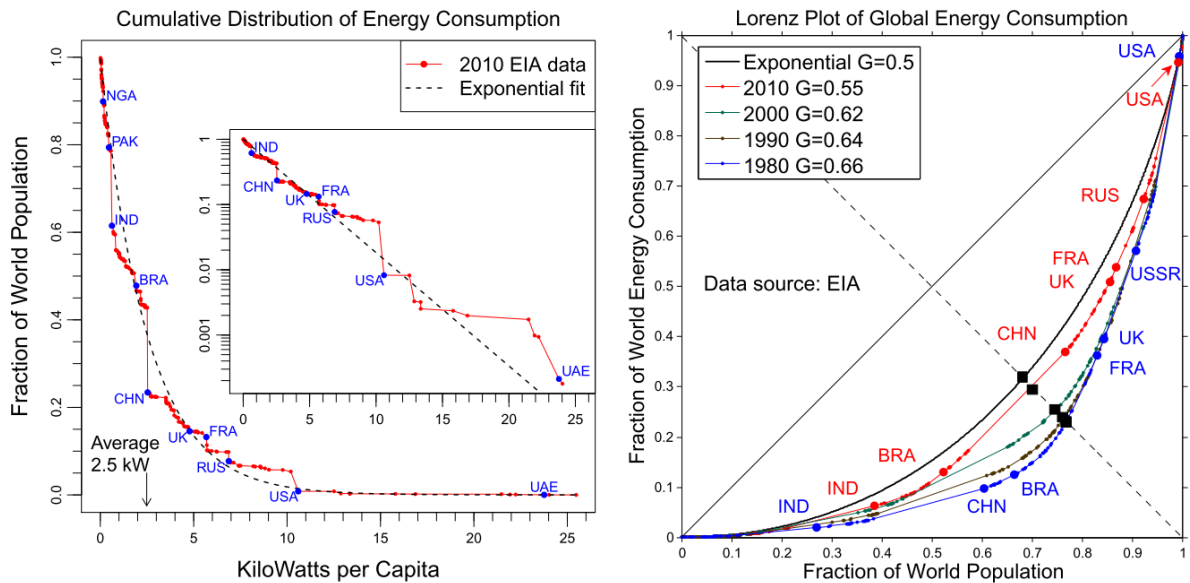 Cumulative Distribution of Energy Consumption
Fraction of World Population
1.0
0.8
0.6
0.4
0.2
0.0
NGA
PAK
IND
BRA
CHN
UK
FRA
RUS
USA
UAE
Average
2.5 kW
2010 EIA data
Exponential fit
1
0.1
0.01
0.001
IND
CHN
UK
FRA
RUS
USA
UAE
0 5 10 15 20 25
0 5 10 15 20 25
KiloWatts per Capita
Lorenz Plot of Global Energy Consumption
Fraction of World Energy Consumption
1
0.9
0.8
0.7
0.6
0.5
0.4
0.3
0.2
0.1
0
Exponential G=0.5
2010 G=0.55
2000 G=0.62
1990 G=0.64
1980 G=0.66
USA
USA
RUS
FRA
UK
USSR
Data source: EIA
CHN
UK
FRA
BRA
IND
IND
CHN
BRA
0 0.1 0.2 0.3 0.4 0.5 0.6 0.7 0.8 0.9 1
Fraction of World Population